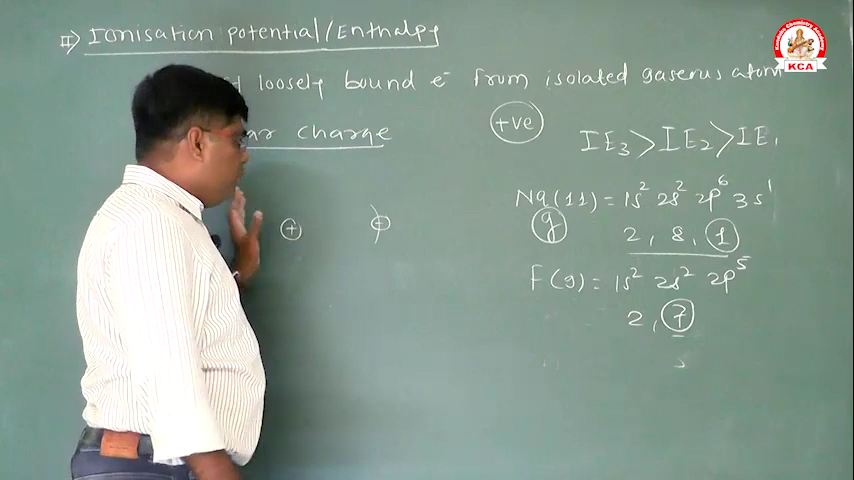 II) Ionisation potential/Enthalpy
loosely bound e⁻ from isolated gaseous atom
charge
+ve
IE₃ > IE₂ > IE₁
Na(11) = 1s² 2s² 2p⁶ 3s¹
g
2, 8, 1
F(9) = 1s² 2s² 2p⁵
2, 7
+
+
KCA